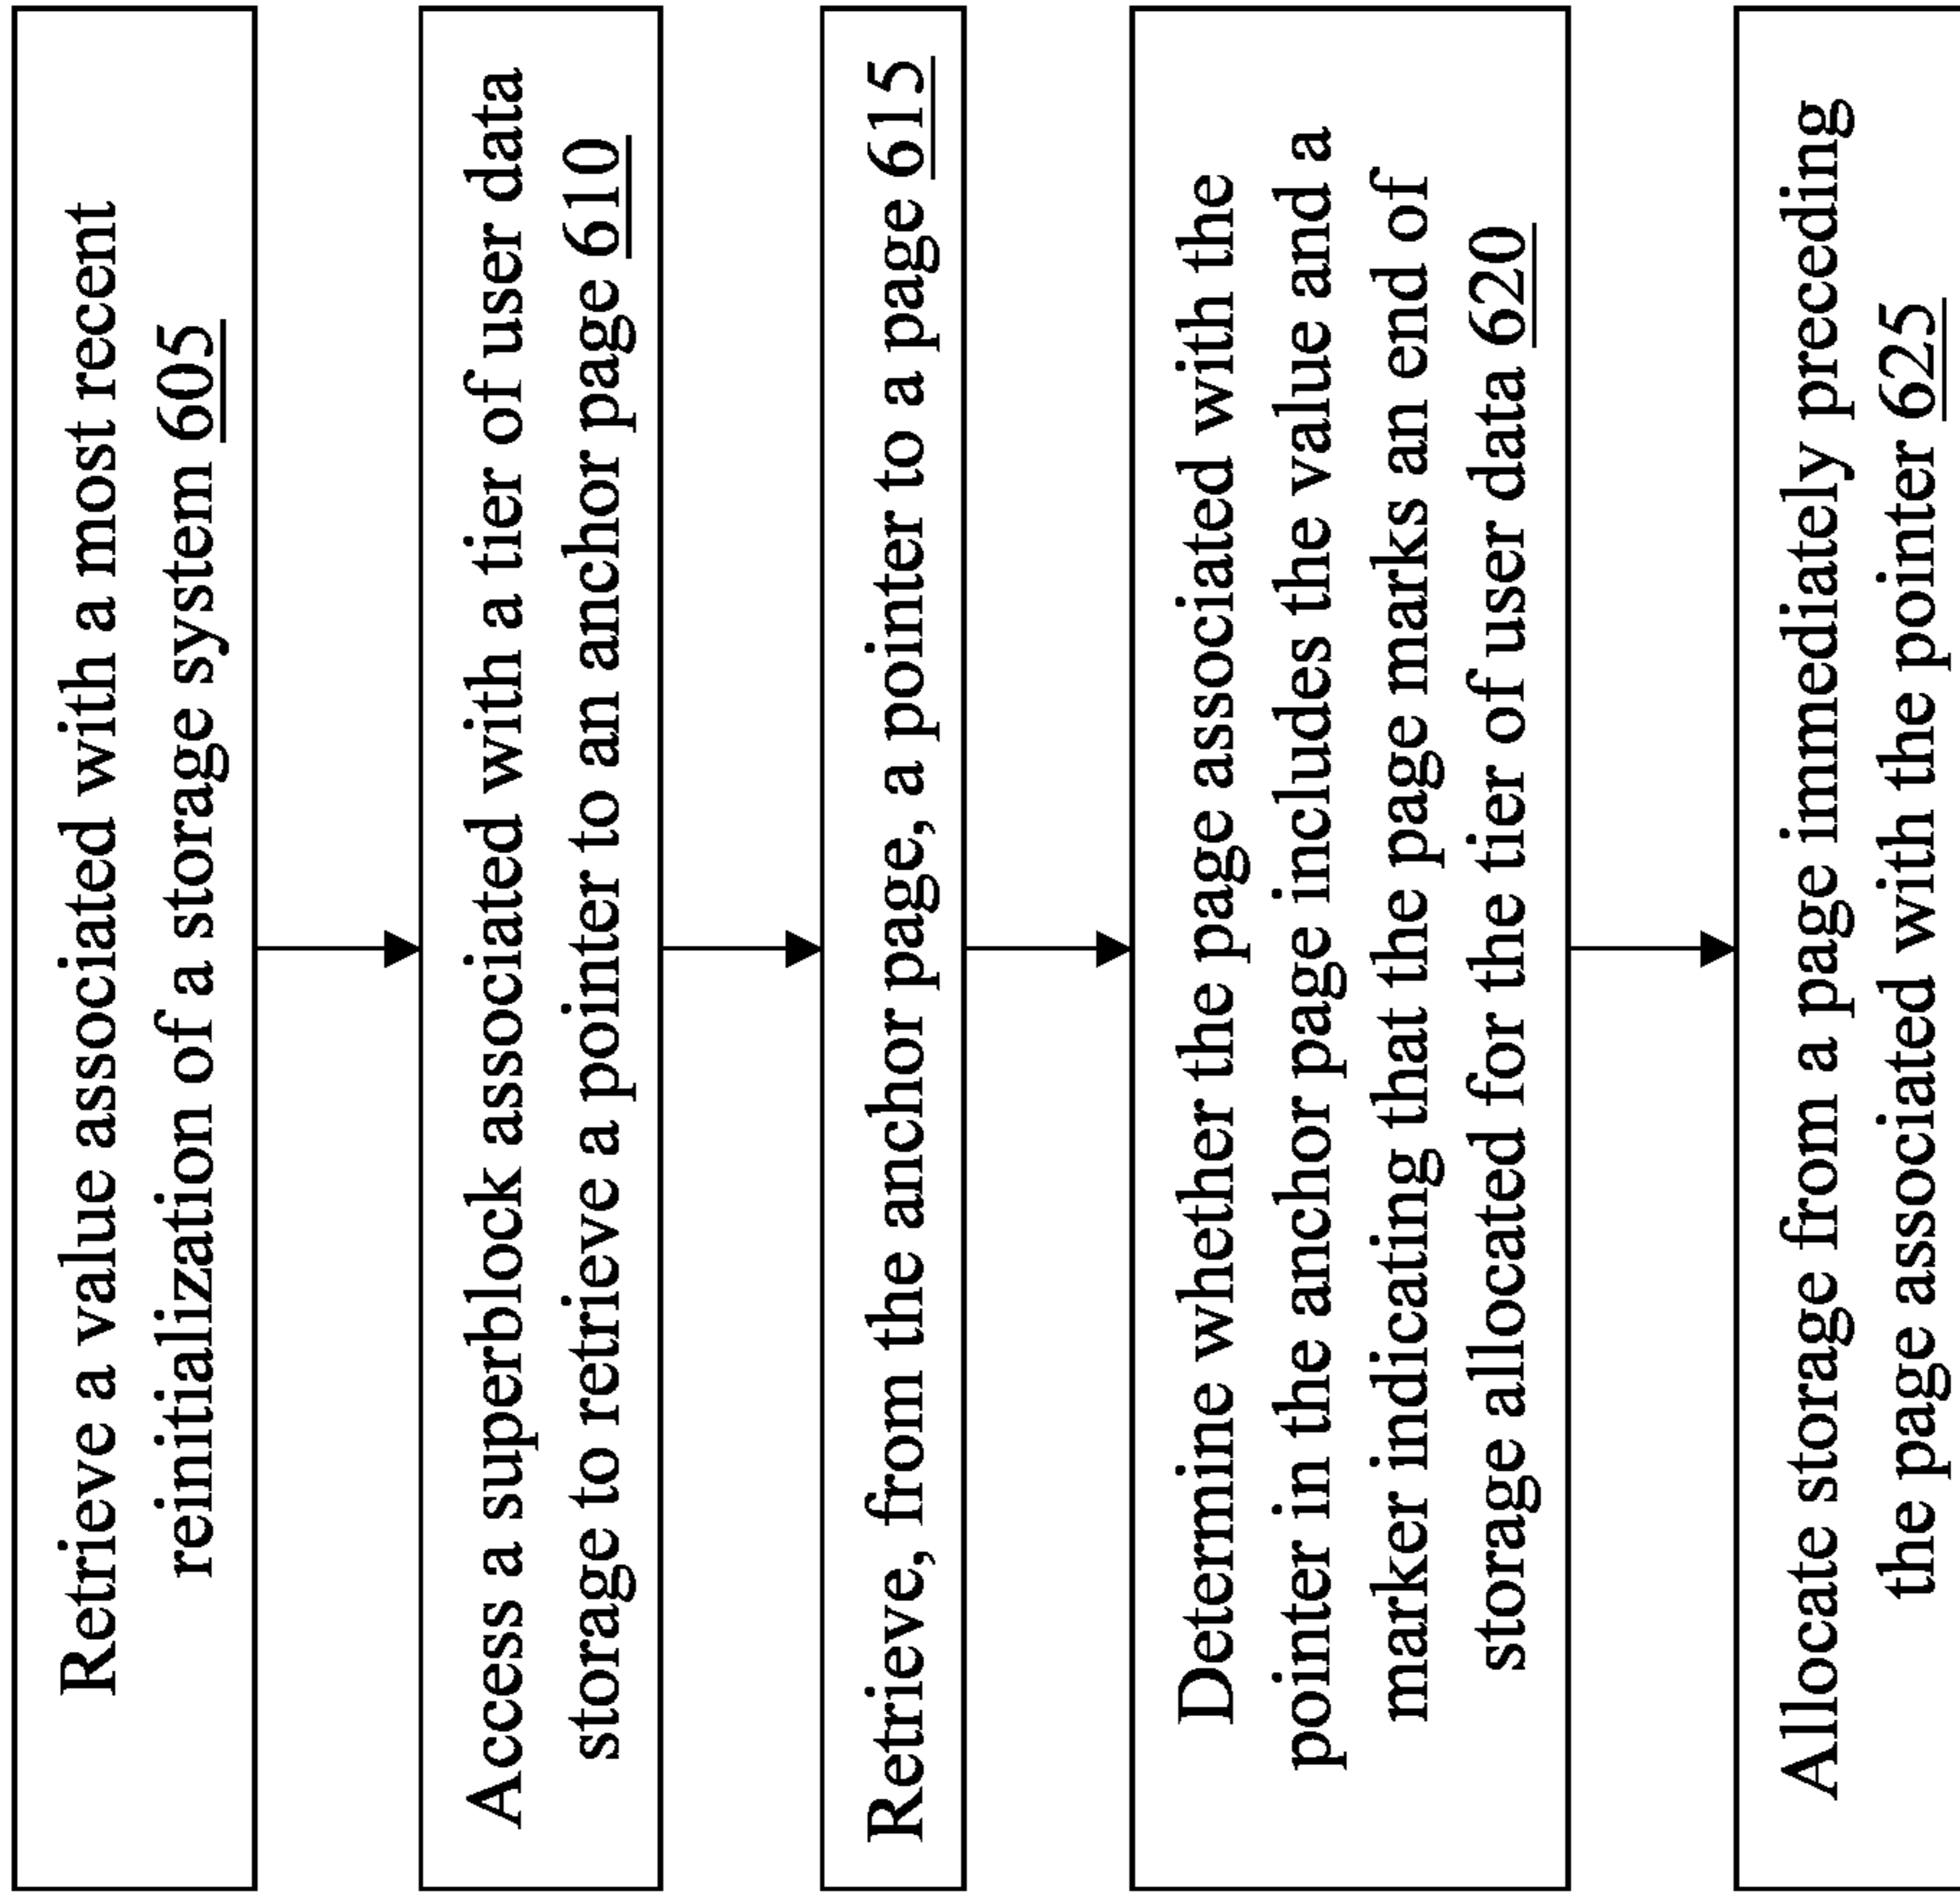 Retrieve a value associated with a most recent
reinitialization of a storage system 605
Access a superblock associated with a tier of user data
storage to retrieve a pointer to an anchor page 610
Retrieve, from the anchor page, a pointer to a page 615
Determine whether the page associated with the
pointer in the anchor page includes the value and a
marker indicating that the page marks an end of
storage allocated for the tier of user data 620
Allocate storage from a page immediately preceding
the page associated with the pointer 625